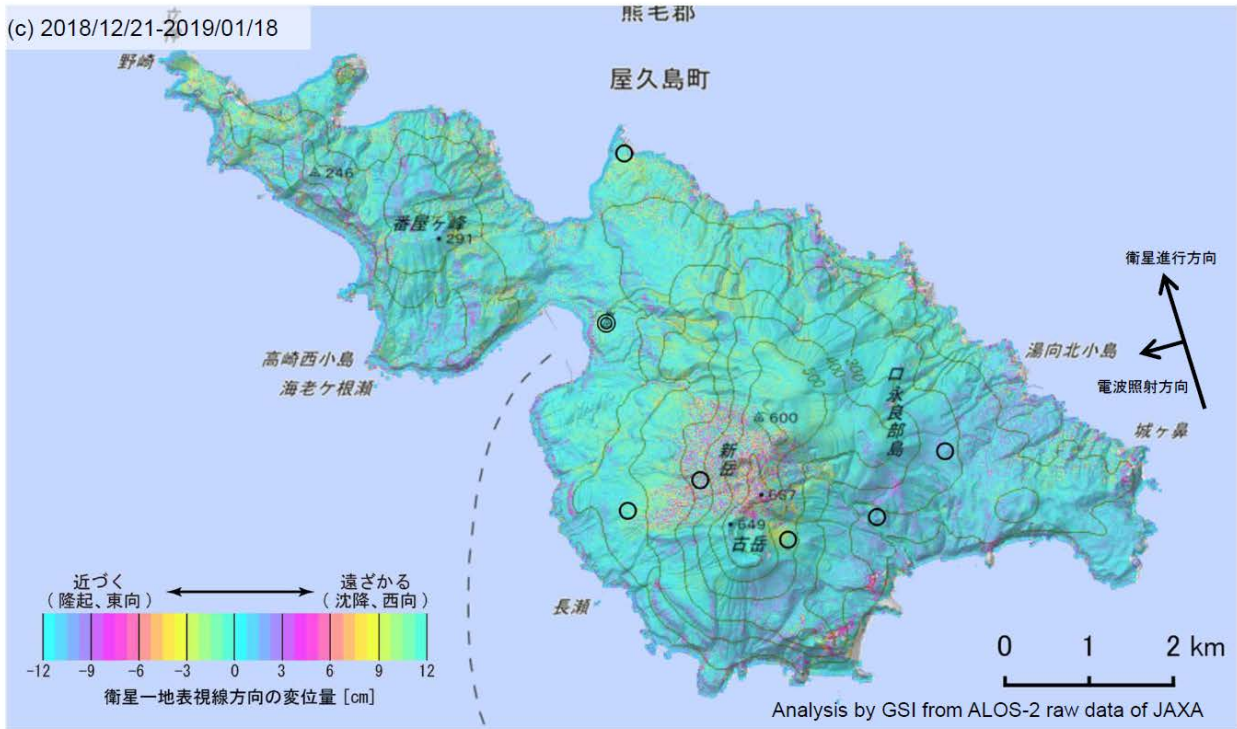 (c) 2018/12/21-2019/01/18
熊毛郡
野崎
屋久島町
246
番屋ヶ峰
291
衛星進行方向
高崎西小島
湯向北小島
海老ケ根瀬
電波照射方向
300
400
500
口永良部島
600
城ヶ鼻
新岳
657
649
古岳
近づく
遠ざかる
(隆起、東向)
(沈降、西向)
長瀬
-12 -9 -6 -3 0 3 6 9 12
衛星ー地表視線方向の変位量 [cm]
0 1 2 km
Analysis by GSI from ALOS-2 raw data of JAXA